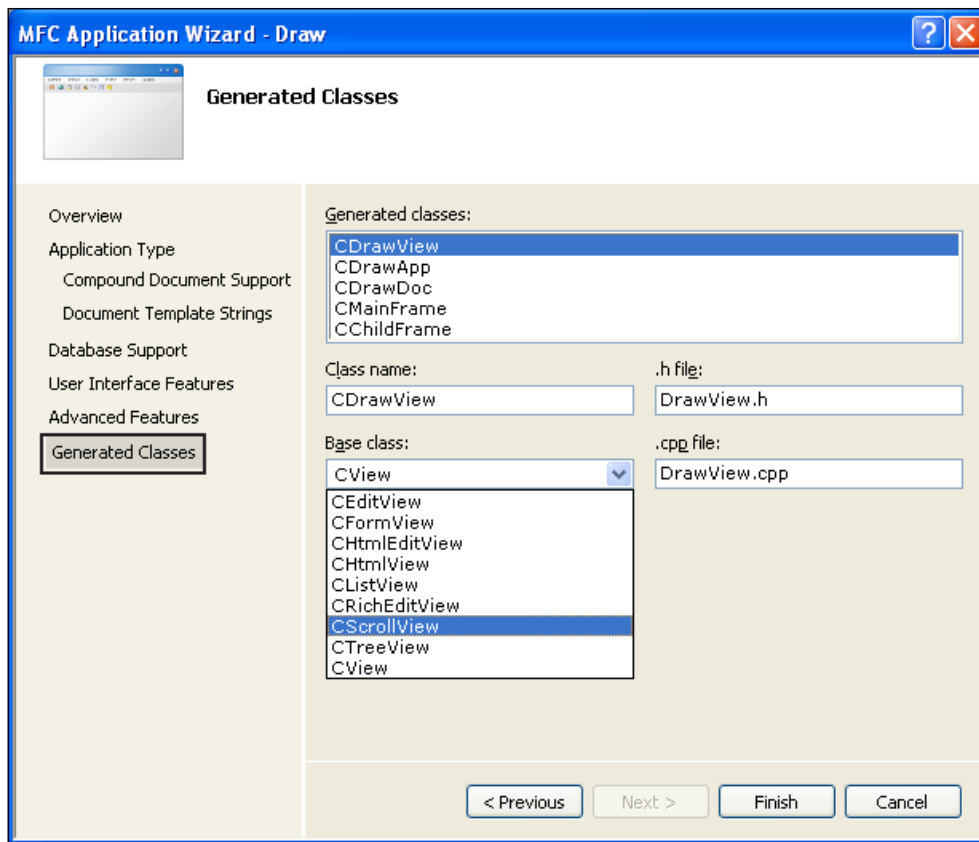 MFC Application Wizard - Draw
Generated Classes
Overview
Application Type
Compound Document Support
Document Template Strings
Database Support
User Interface Features
Advanced Features
Generated Classes
Generated classes:
CDrawView
CDrawApp
CDrawDoc
CMainFrame
CChildFrame
Class name:
.h file:
CDrawView
DrawView.h
Base class:
.cpp file:
CView
DrawView.cpp
CEditView
CFormView
CHtmlEditView
CHtmlView
CListView
CRichEditView
CScrollView
CTreeView
CView
< Previous
Next >
Finish
Cancel